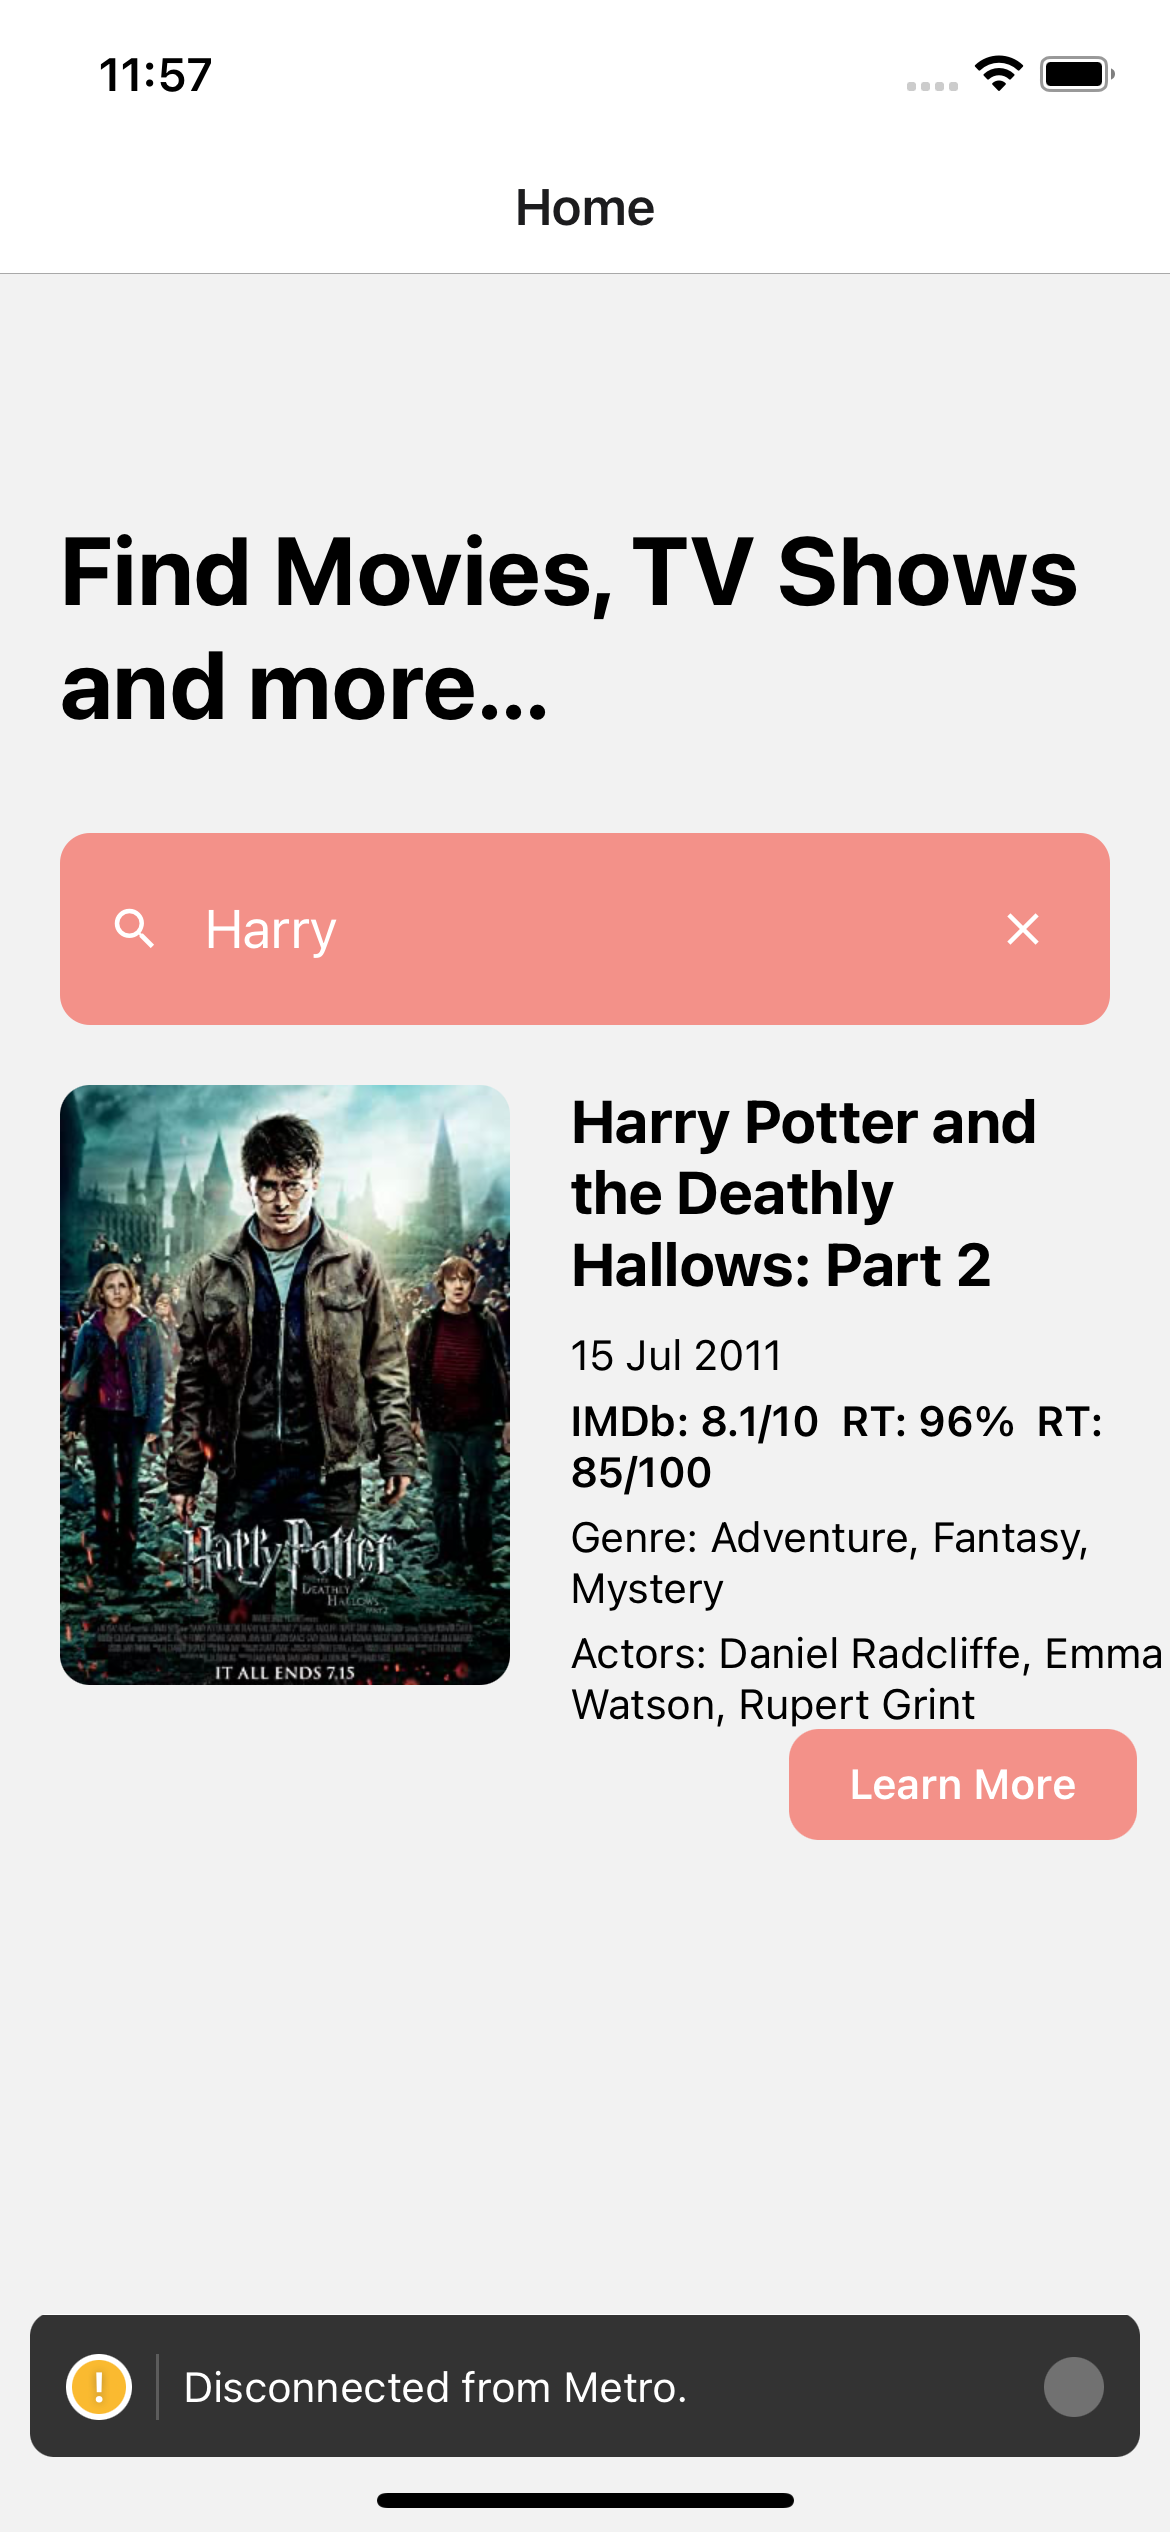 11:57
Home
Find Movies, TV Shows
and more...
Harry
Harry Potter and
the Deathly
Hallows: Part 2
15 Jul 2011
IMDb: 8.1/10  RT: 96%  RT:
85/100
Genre: Adventure, Fantasy,
Mystery
Actors: Daniel Radcliffe, Emma
Watson, Rupert Grint
Learn More
Harry Potter
DEATHLY
HALLOWS
PART 2
IT ALL ENDS 7.15
Disconnected from Metro.